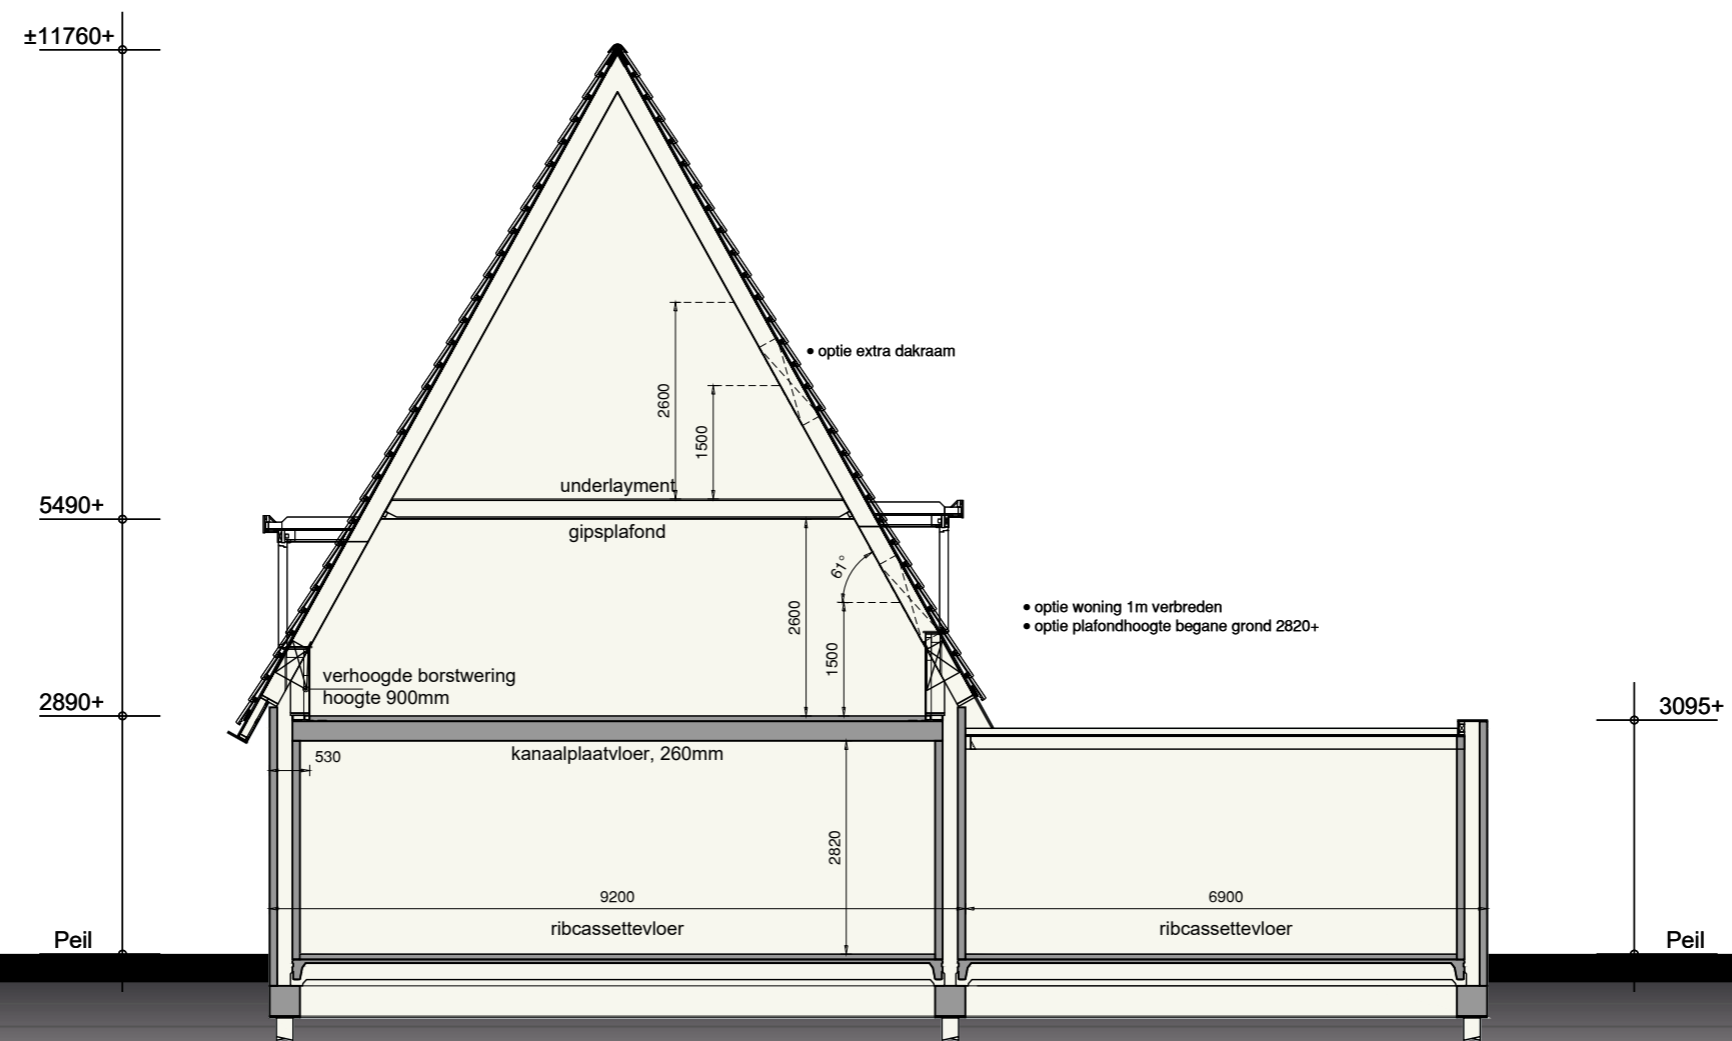 ±11760+
• optie extra dakraam
2600
1500
underlayment
5490+
gipsplafond
61°
• optie woning 1m verbreden
• optie plafondhoogte begane grond 2820+
2600
1500
verhoogde borstwering
hoogte 900mm
2890+
3095+
530
kanaalplaatvloer, 260mm
2820
9200
6900
ribcassettevloer
ribcassettevloer
Peil
Peil